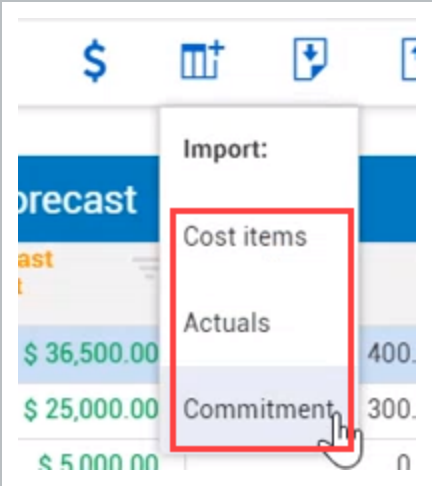 $
Import:
orecast
Cost items
ast
t
Actuals
$ 36,500.00
400.
$ 25,000.00
Commitment
300.
$ 5,000.00
0